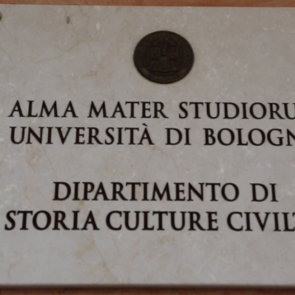 ALMA MATER STUDIORU
UNIVERSITÀ DI BOLOGN
DIPARTIMENTO DI
STORIA CULTURE CIVILT